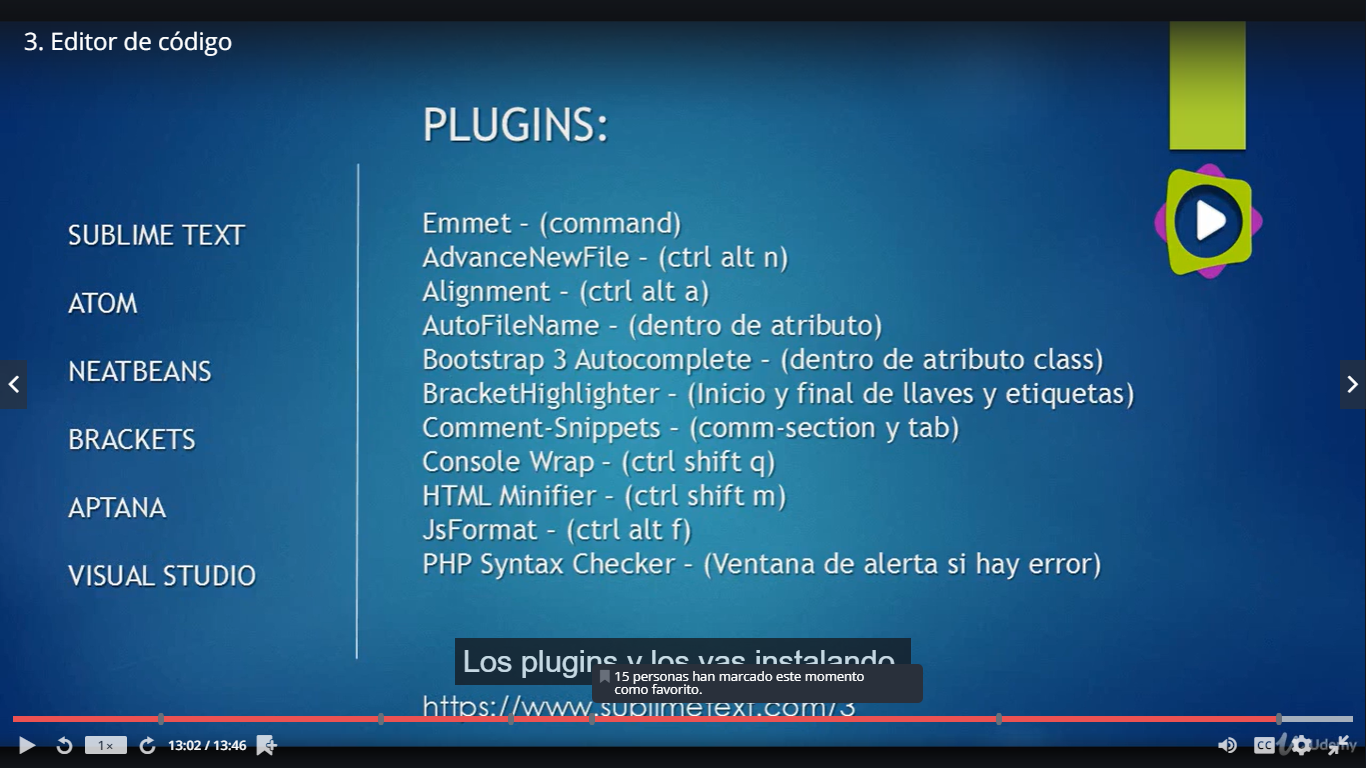 3. Editor de código
PLUGINS:
SUBLIME TEXT
ATOM
NEATBEANS
BRACKETS
APTANA
VISUAL STUDIO
Emmet - (command)
AdvanceNewFile - (ctrl alt n)
Alignment - (ctrl alt a)
AutoFileName - (dentro de atributo)
Bootstrap 3 Autocomplete - (dentro de atributo class)
BracketHighlighter - (Inicio y final de llaves y etiquetas)
Comment-Snippets - (comm-section y tab)
Console Wrap - (ctrl shift q)
HTML Minifier - (ctrl shift m)
JsFormat - (ctrl alt f)
PHP Syntax Checker - (Ventana de alerta si hay error)
Los plugins y los vas instalando
15 personas han marcado este momento
como favorito.
https://www.sublimetext.com/3
1×
13:02 / 13:46
CC
Udemy